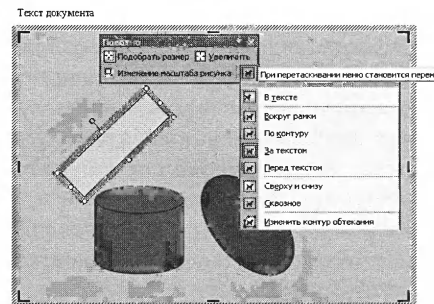 Текст документа
Полотно
Подобрать размер Увеличить
Изменение масштаба рисунка
При перетаскивании меню становится перем
В тексте
Вокруг рамки
По контуру
За текстом
Перед текстом
Сверху и снизу
Сквозное
Изменить контур обтекания